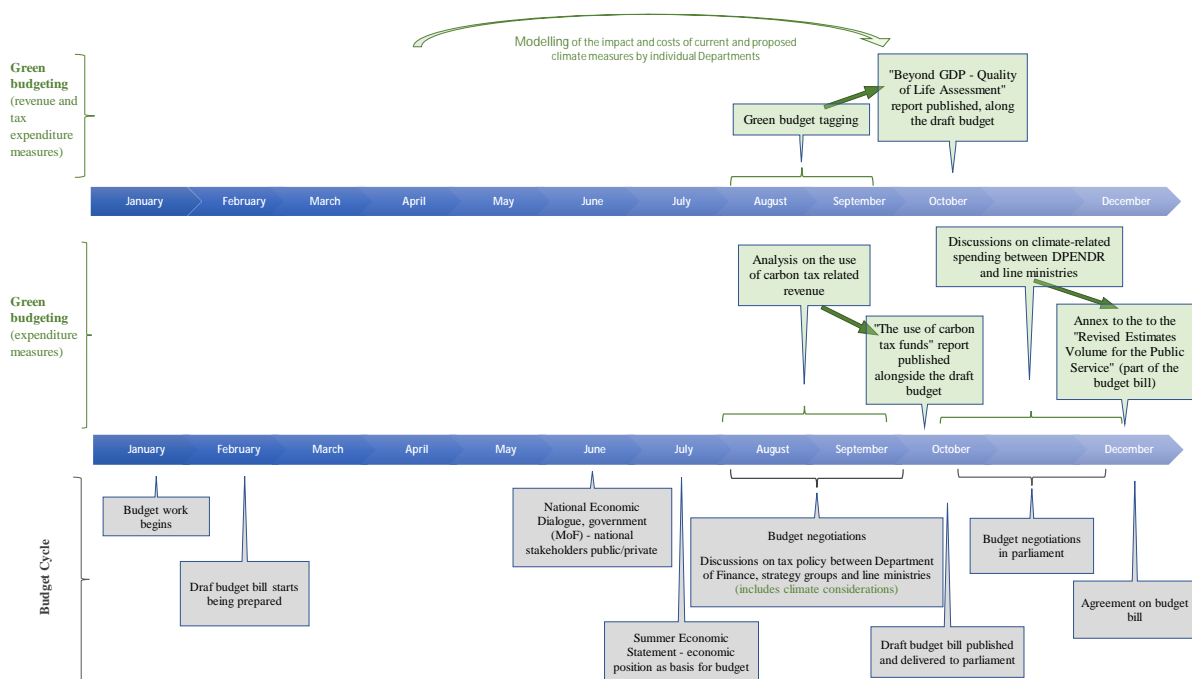 Modelling of the impact and costs of current and proposed
climate measures by individual Departments
Green
budgeting
(revenue and
tax
expenditure
measures)
"Beyond GDP - Quality
of Life Assessment"
report published, along
the draft budget
Green budget tagging
January February March April May June July August September October December
Green
budgeting
(expenditure
measures)
Analysis on the use
of carbon tax related
revenue
Discussions on climate-related
spending between DPENDR
and line ministries
"The use of carbon
tax funds" report
published
alongside the draft
budget
Annex to the to the
"Revised Estimates
Volume for the Public
Service" (part of the
budget bill)
January February March April May June July August September October December
Budget Cycle
Budget work
begins
Draf budget bill starts
being prepared
National Economic
Dialogue, government
(MoF) - national
stakeholders public/private
Summer Economic
Statement - economic
position as basis for budget
Budget negotiations
Discussions on tax policy between Department
of Finance, strategy groups and line ministries
(includes climate considerations)
Draft budget bill published
and delivered to parliament
Budget negotiations
in parliament
Agreement on budget
bill